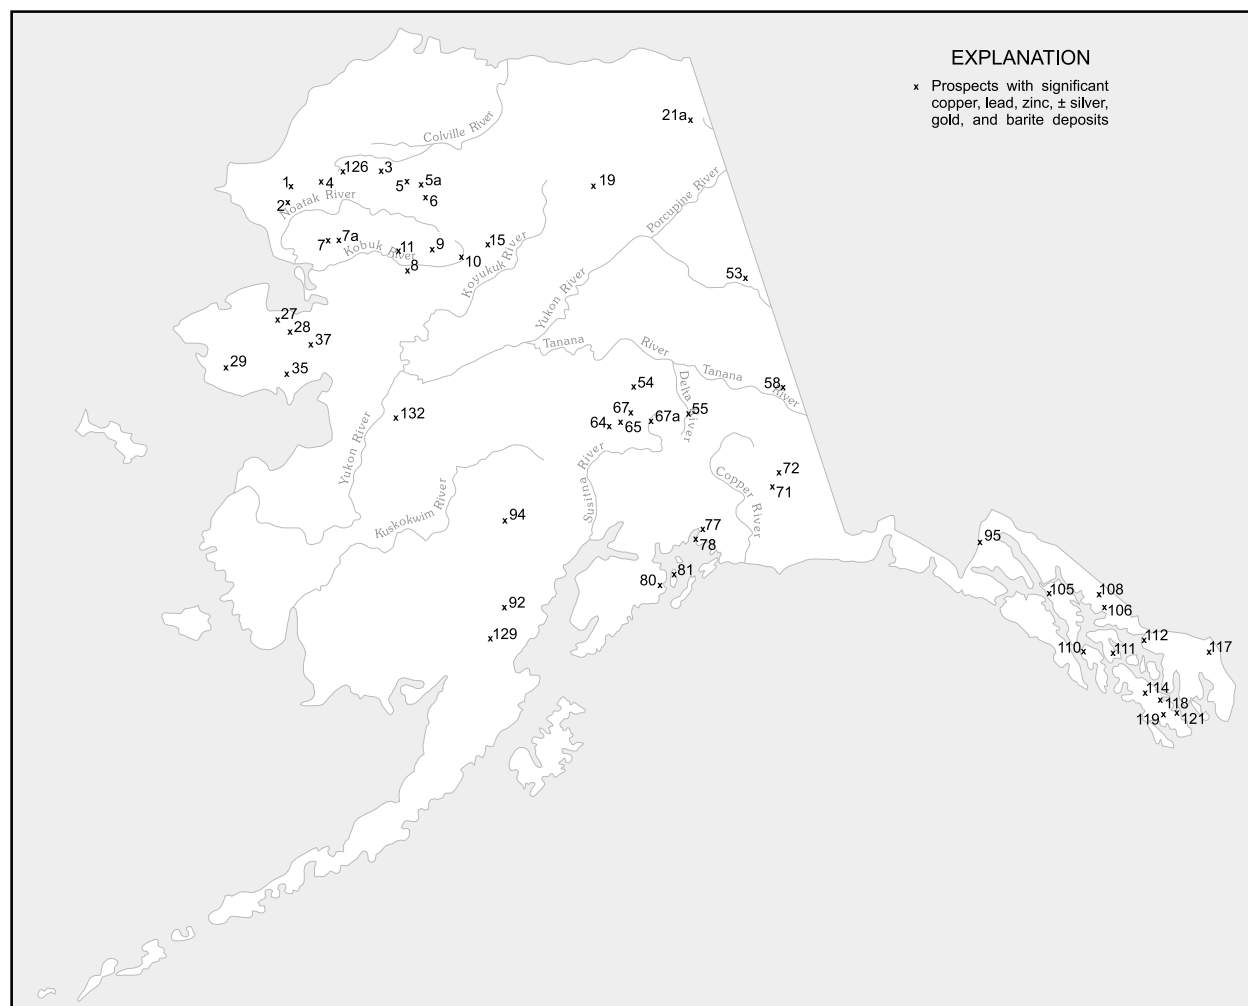 EXPLANATION
x Prospects with significant
copper, lead, zinc, ± silver,
gold, and barite deposits
21a
Colville River
126
3
1
4
5
5a
19
6
2
Noatak River
Porcupine River
7
7a
11
9
15
Kobuk River
10
8
Koyukuk River
53
Yukon River
27
28
37
Tanana
River
29
35
Tanana
River
58
54
Delta River
132
67
67a
55
64
65
Yukon River
Susitna River
72
Copper River
71
Kuskokwim River
94
77
78
95
81
80
105
108
106
92
129
112
110
111
117
114
118
119
121